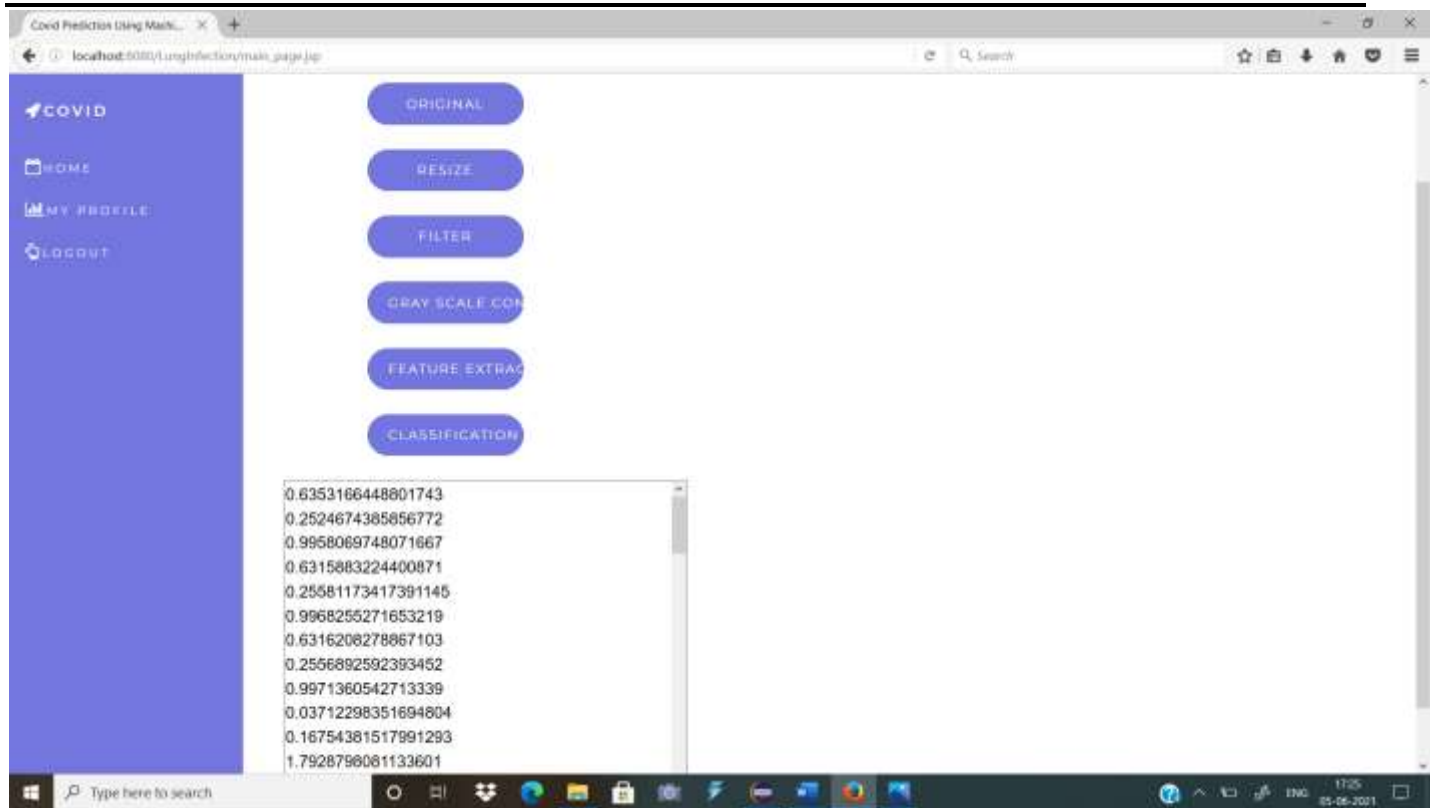 Covid Prediction Using Machi...
localhost:8080/LungInfection/main_page.jsp
Search
COVID
HOME
MY PROFILE
LOGOUT
ORIGINAL
RESIZE
FILTER
GRAY SCALE CON
FEATURE EXTRAC
CLASSIFICATION
0.6353166448801743
0.2524674385856772
0.9958069748071667
0.6315883224400871
0.25581173417391145
0.9968255271653219
0.6316208278867103
0.2556892592393452
0.9971360542713339
0.03712298351694804
0.16754381517991293
1.7928798081133601
Type here to search
ENG
17:25
05-06-2021